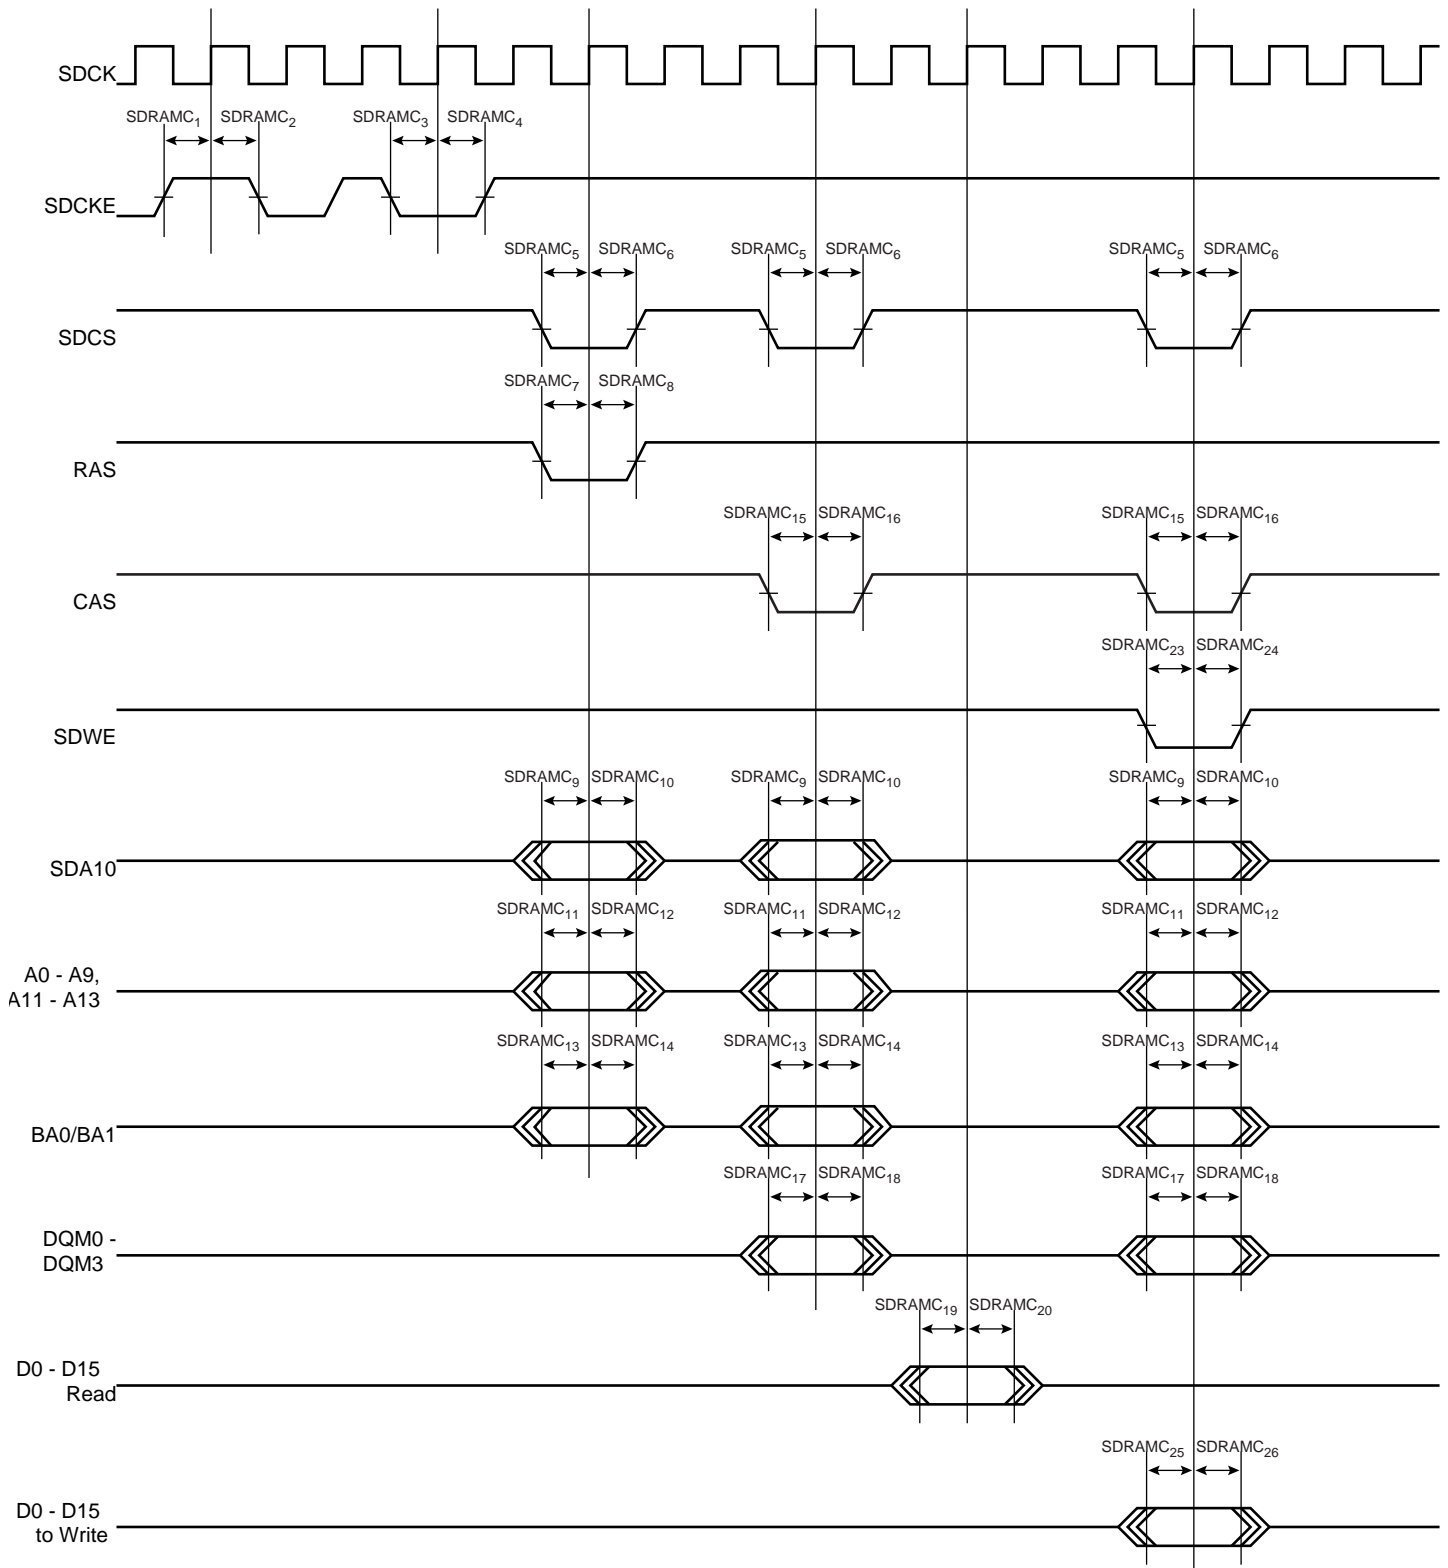 SDCK
SDRAMC1 SDRAMC2 SDRAMC3 SDRAMC4
SDCKE
SDRAMC5 SDRAMC6 SDRAMC5 SDRAMC6 SDRAMC5 SDRAMC6
SDCS
SDRAMC7 SDRAMC8
RAS
SDRAMC15 SDRAMC16 SDRAMC15 SDRAMC16
CAS
SDRAMC23 SDRAMC24
SDWE
SDRAMC9 SDRAMC10 SDRAMC9 SDRAMC10 SDRAMC9 SDRAMC10
SDA10
SDRAMC11 SDRAMC12 SDRAMC11 SDRAMC12 SDRAMC11 SDRAMC12
A0 - A9,
A11 - A13
SDRAMC13 SDRAMC14 SDRAMC13 SDRAMC14 SDRAMC13 SDRAMC14
BA0/BA1
SDRAMC17 SDRAMC18 SDRAMC17 SDRAMC18
DQM0 -
DQM3
SDRAMC19 SDRAMC20
D0 - D15
Read
SDRAMC25 SDRAMC26
D0 - D15
to Write